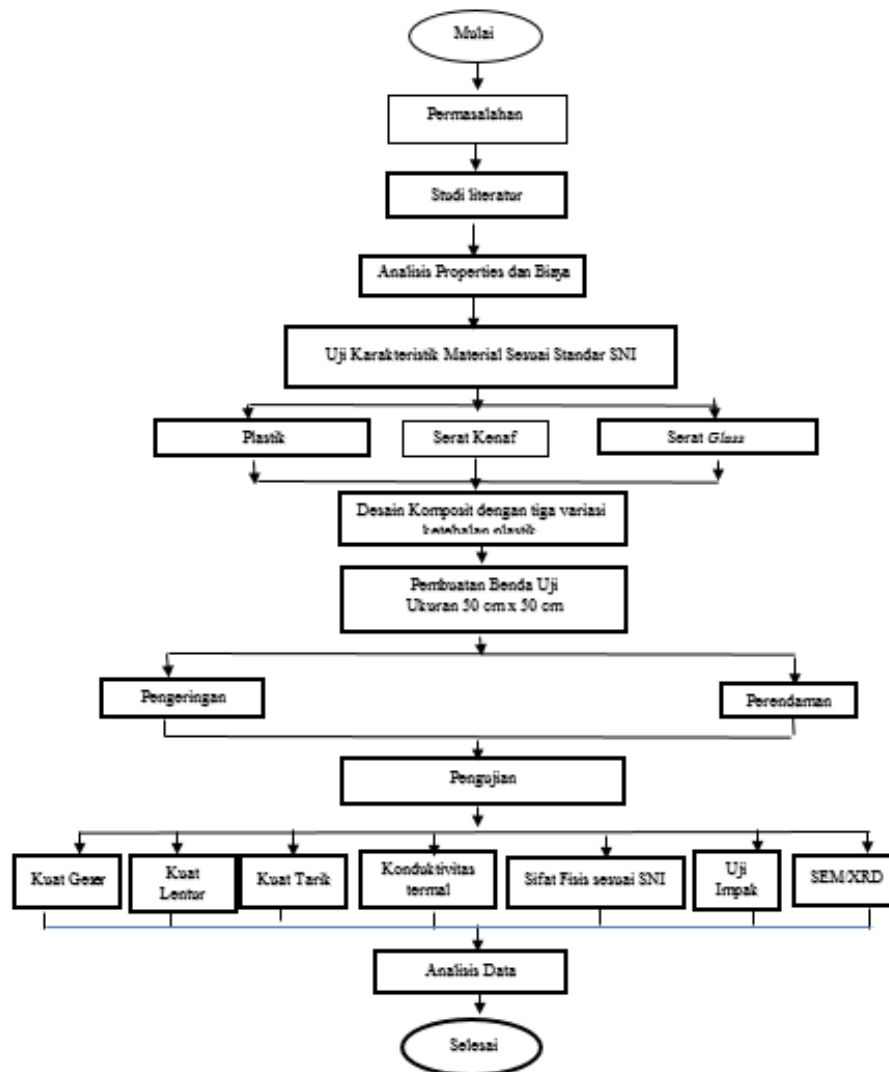 Mulai
Permasalahan
Studi literatur
Analisis Properties dan Biaya
Uji Karakteristik Material Sesuai Standar SNI
Plastik
Serat Kenaf
Serat Glass
Desain Komposit dengan tiga variasi
ketebalan plastik
Pembuatan Benda Uji
Ukuran 50 cm x 50 cm
Pengeringan
Perendaman
Pengujian
Kuat Geser
Kuat
Lentur
Kuat Tarik
Konduktivitas
termal
Sifat Fisis sesuai SNI
Uji
Impak
SEM/XRD
Analisis Data
Selesai